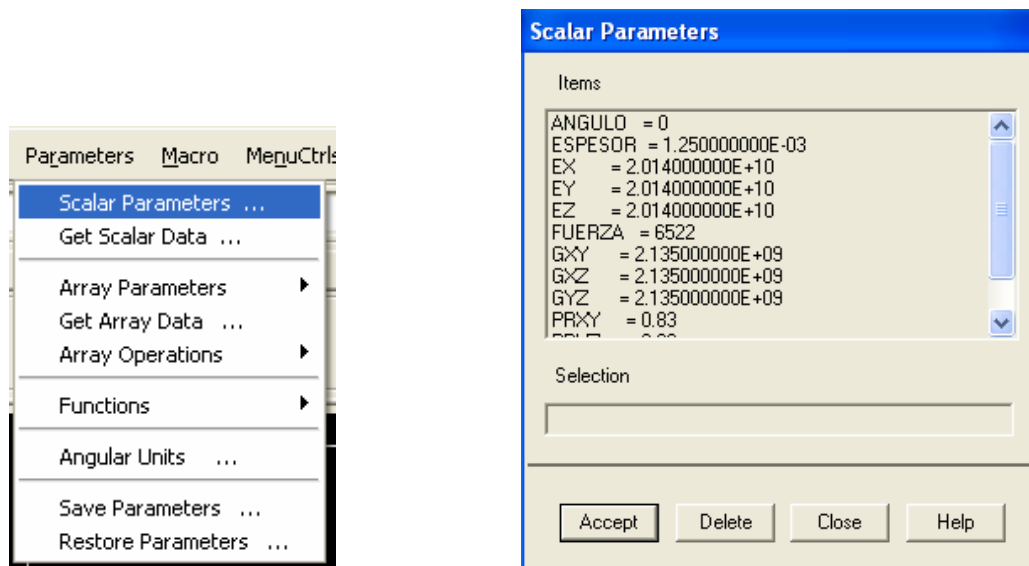 Parameters Macro MenuCtrls
Scalar Parameters ...
Get Scalar Data ...
Array Parameters
Get Array Data ...
Array Operations
Functions
Angular Units ...
Save Parameters ...
Restore Parameters ...
Scalar Parameters
Items
ANGULO = 0
ESPESOR = 1.250000000E-03
EX = 2.014000000E+10
EY = 2.014000000E+10
EZ = 2.014000000E+10
FUERZA = 6522
GXY = 2.135000000E+09
GXZ = 2.135000000E+09
GYZ = 2.135000000E+09
PRXY = 0.83
Selection
Accept Delete Close Help